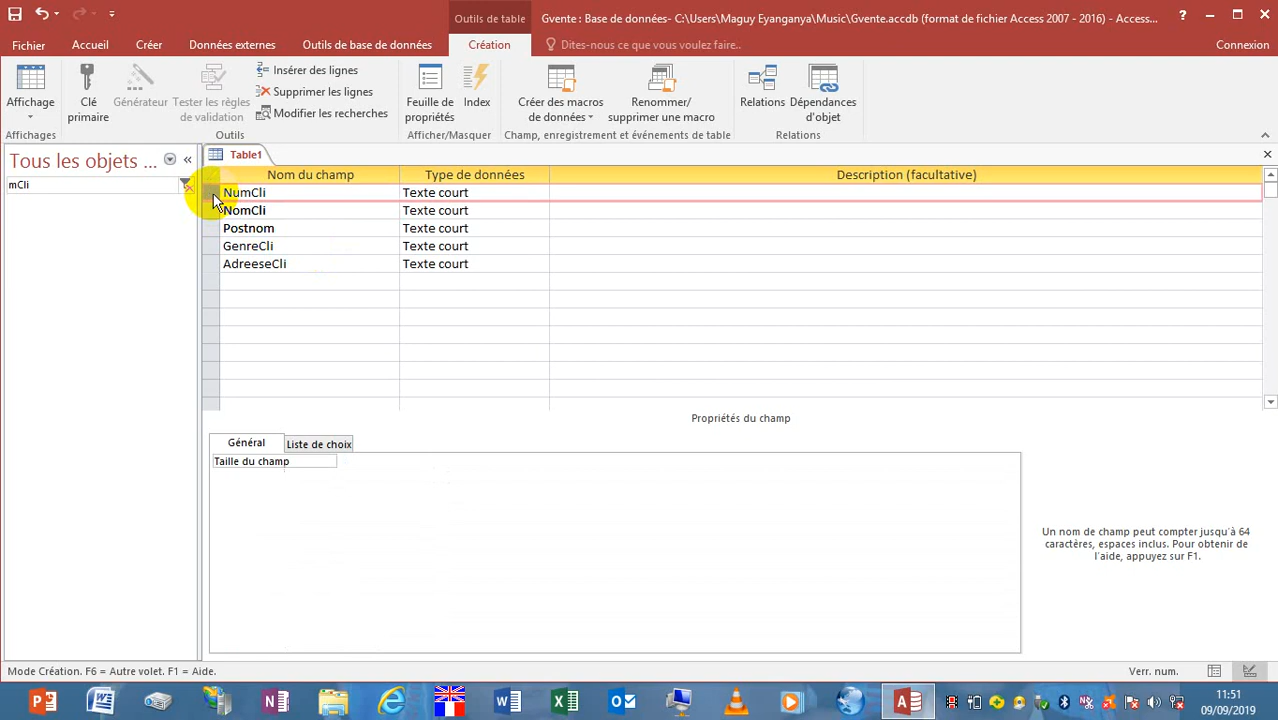 Outils de table
Gvente : Base de données- C:\Users\Maguy Eyanganya\Music\Gvente.accdb (format de fichier Access 2007 - 2016) - Access...
?
Fichier
Accueil
Créer
Données externes
Outils de base de données
Création
Dites-nous ce que vous voulez faire..
Connexion
Affichage
Clé
primaire
Générateur
Tester les règles
de validation
Insérer des lignes
Supprimer les lignes
Modifier les recherches
Feuille de
propriétés
Index
Créer des macros
de données
Renommer/
supprimer une macro
Relations
Dépendances
d'objet
Affichages
Outils
Afficher/Masquer
Champ, enregistrement et événements de table
Relations
Tous les objets ...
«
mCli
Table1
Nom du champ
Type de données
Description (facultative)
NumCli
Texte court
NomCli
Texte court
Postnom
Texte court
GenreCli
Texte court
AdreeseCli
Texte court
Propriétés du champ
Général
Liste de choix
Taille du champ
Un nom de champ peut compter jusqu'à 64
caractères, espaces inclus. Pour obtenir de
l'aide, appuyez sur F1.
Mode Création. F6 = Autre volet. F1 = Aide.
Verr. num.
11:51
09/09/2019